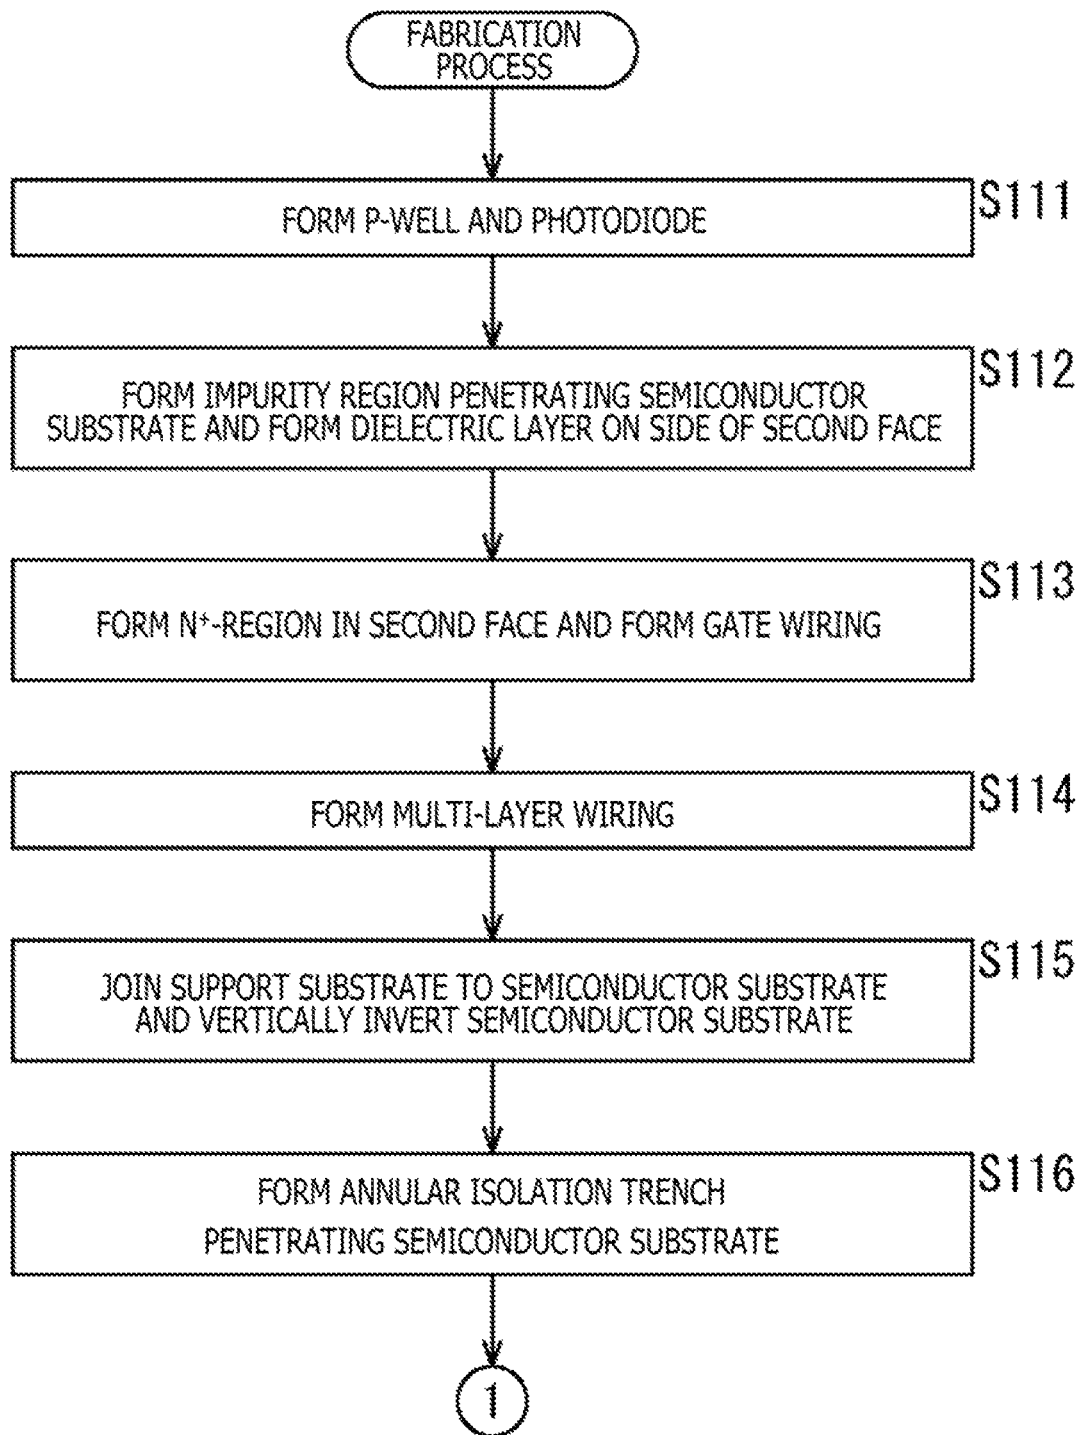 FABRICATION
PROCESS
S111
FORM P-WELL AND PHOTODIODE
S112
FORM IMPURITY REGION PENETRATING SEMICONDUCTOR
SUBSTRATE AND FORM DIELECTRIC LAYER ON SIDE OF SECOND FACE
S113
FORM N⁺-REGION IN SECOND FACE AND FORM GATE WIRING
S114
FORM MULTI-LAYER WIRING
S115
JOIN SUPPORT SUBSTRATE TO SEMICONDUCTOR SUBSTRATE
AND VERTICALLY INVERT SEMICONDUCTOR SUBSTRATE
S116
FORM ANNULAR ISOLATION TRENCH
PENETRATING SEMICONDUCTOR SUBSTRATE
1